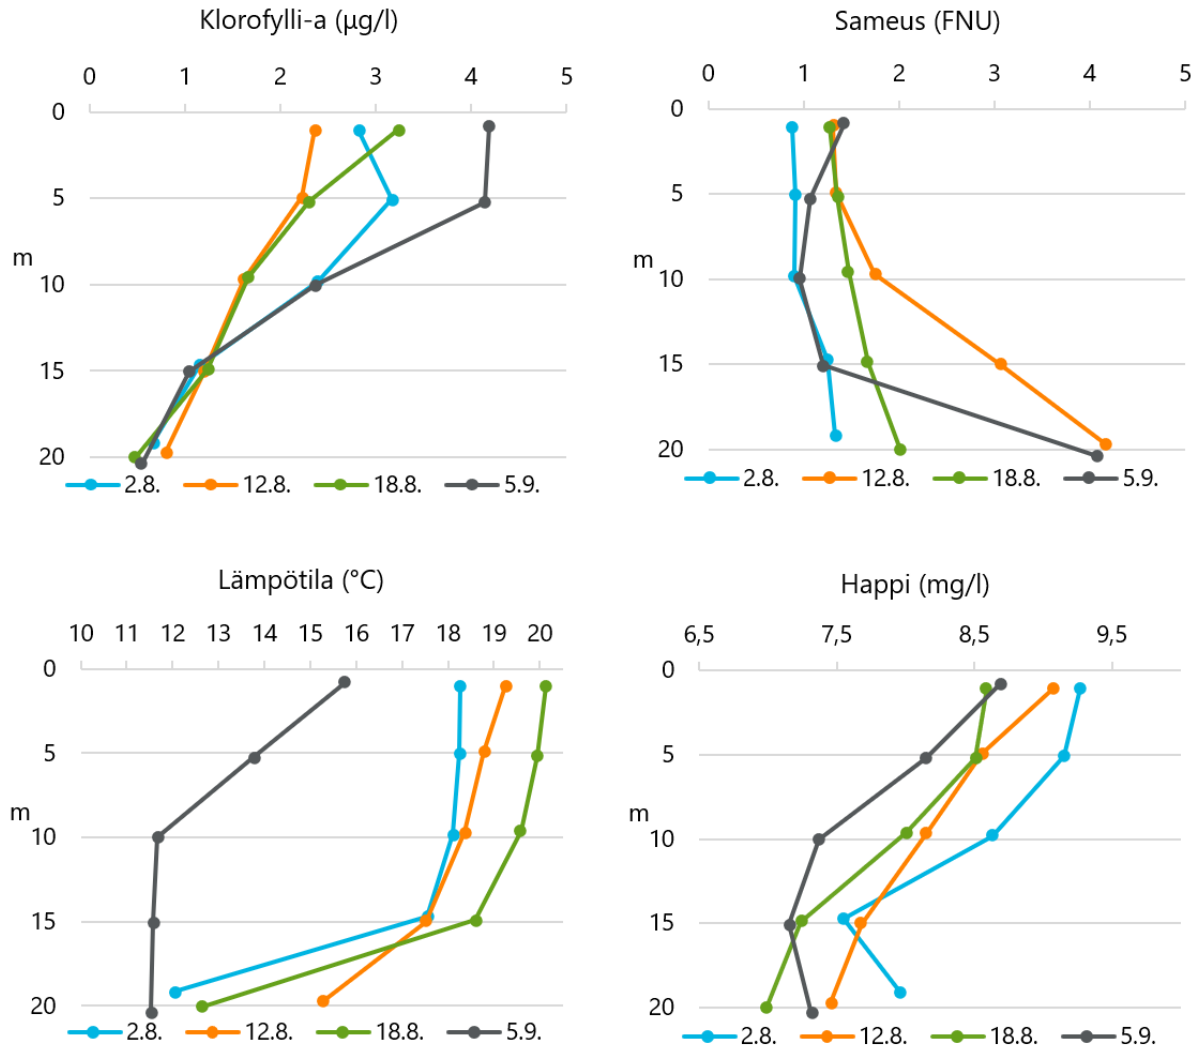 Klorofylli-a (µg/l)
0 1 2 3 4 5
0
5
m
10
15
20
2.8. 12.8. 18.8. 5.9.
Sameus (FNU)
0 1 2 3 4 5
0
5
m
10
15
20
2.8. 12.8. 18.8. 5.9.
Lämpötila (°C)
10 11 12 13 14 15 16 17 18 19 20
0
5
m
10
15
20
2.8. 12.8. 18.8. 5.9.
Happi (mg/l)
6,5 7,5 8,5 9,5
0
5
m
10
15
20
2.8. 12.8. 18.8. 5.9.